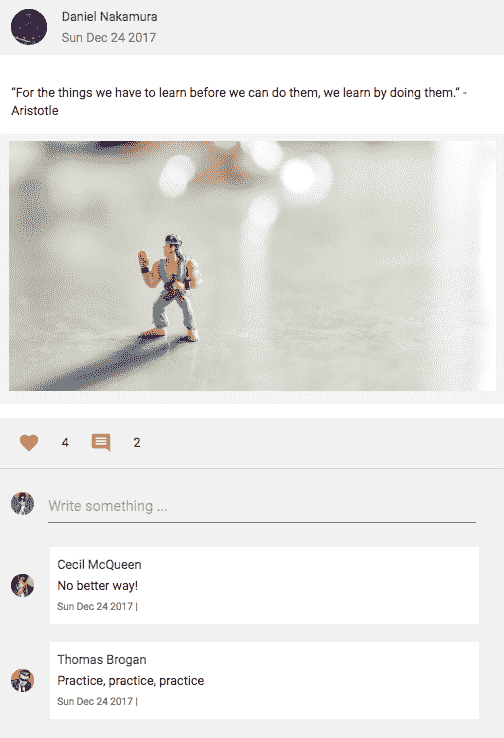 Daniel Nakamura
Sun Dec 24 2017
“For the things we have to learn before we can do them, we learn by doing them.” -
Aristotle
4 2
Write something ...
Cecil McQueen
No better way!
Sun Dec 24 2017 |
Thomas Brogan
Practice, practice, practice
Sun Dec 24 2017 |